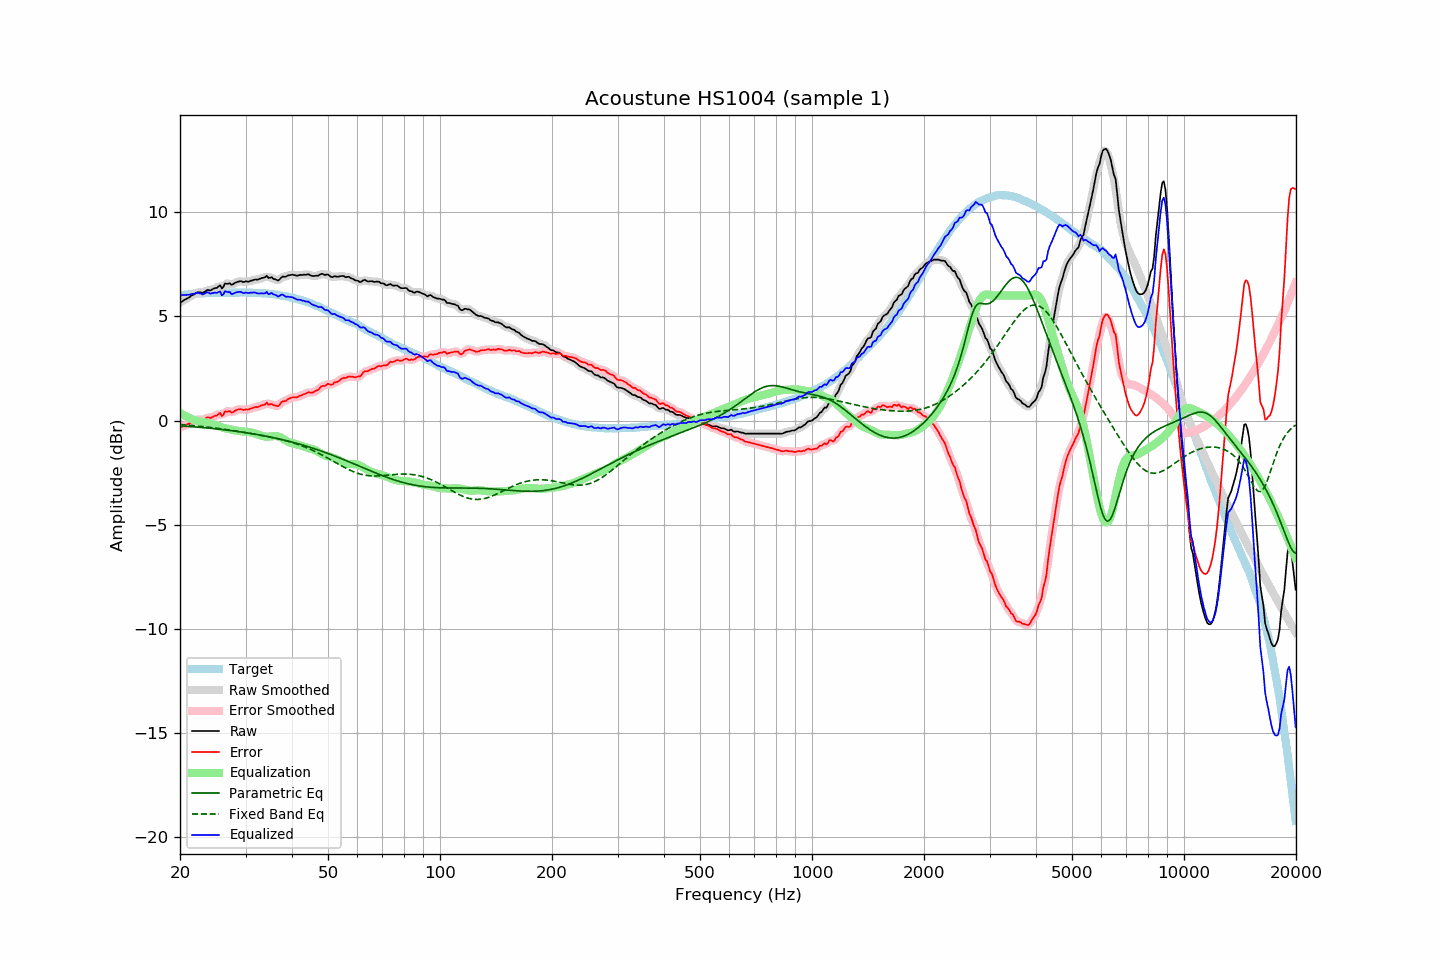 Acoustune HS1004 (sample 1)
Amplitude (dBr)
10
5
0
−5
−10
−15
−20
Target
Raw Smoothed
Error Smoothed
Raw
Error
Equalization
Parametric Eq
Fixed Band Eq
Equalized
20 50 100 200 500 1000 2000 5000 10000 20000
Frequency (Hz)